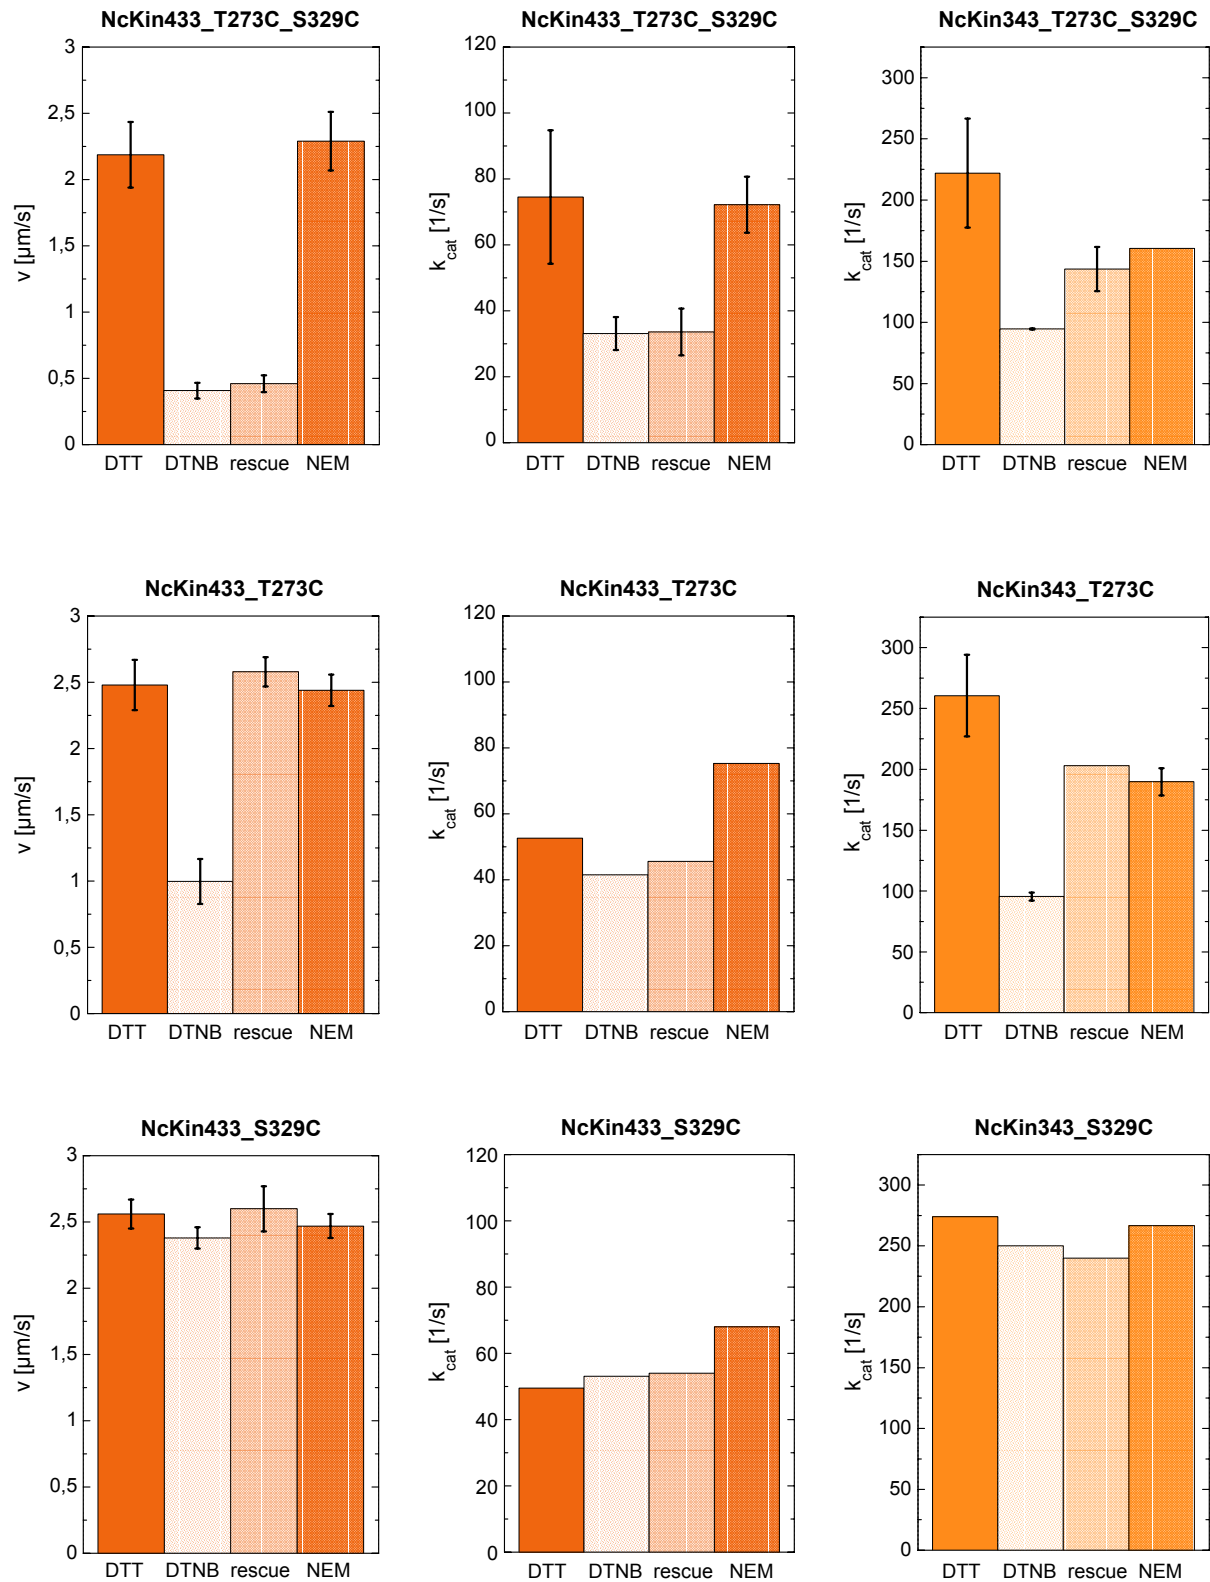 NcKin433_T273C_S329C
3
2,5
2
1,5
1
0,5
0
v [µm/s]
DTT DTNB rescue NEM
NcKin433_T273C_S329C
120
100
80
60
40
20
0
k_cat [1/s]
DTT DTNB rescue NEM
NcKin343_T273C_S329C
300
250
200
150
100
50
0
k_cat [1/s]
DTT DTNB rescue NEM
NcKin433_T273C
3
2,5
2
1,5
1
0,5
0
v [µm/s]
DTT DTNB rescue NEM
NcKin433_T273C
120
100
80
60
40
20
0
k_cat [1/s]
DTT DTNB rescue NEM
NcKin343_T273C
300
250
200
150
100
50
0
k_cat [1/s]
DTT DTNB rescue NEM
NcKin433_S329C
3
2,5
2
1,5
1
0,5
0
v [µm/s]
DTT DTNB rescue NEM
NcKin433_S329C
120
100
80
60
40
20
0
k_cat [1/s]
DTT DTNB rescue NEM
NcKin343_S329C
300
250
200
150
100
50
0
k_cat [1/s]
DTT DTNB rescue NEM